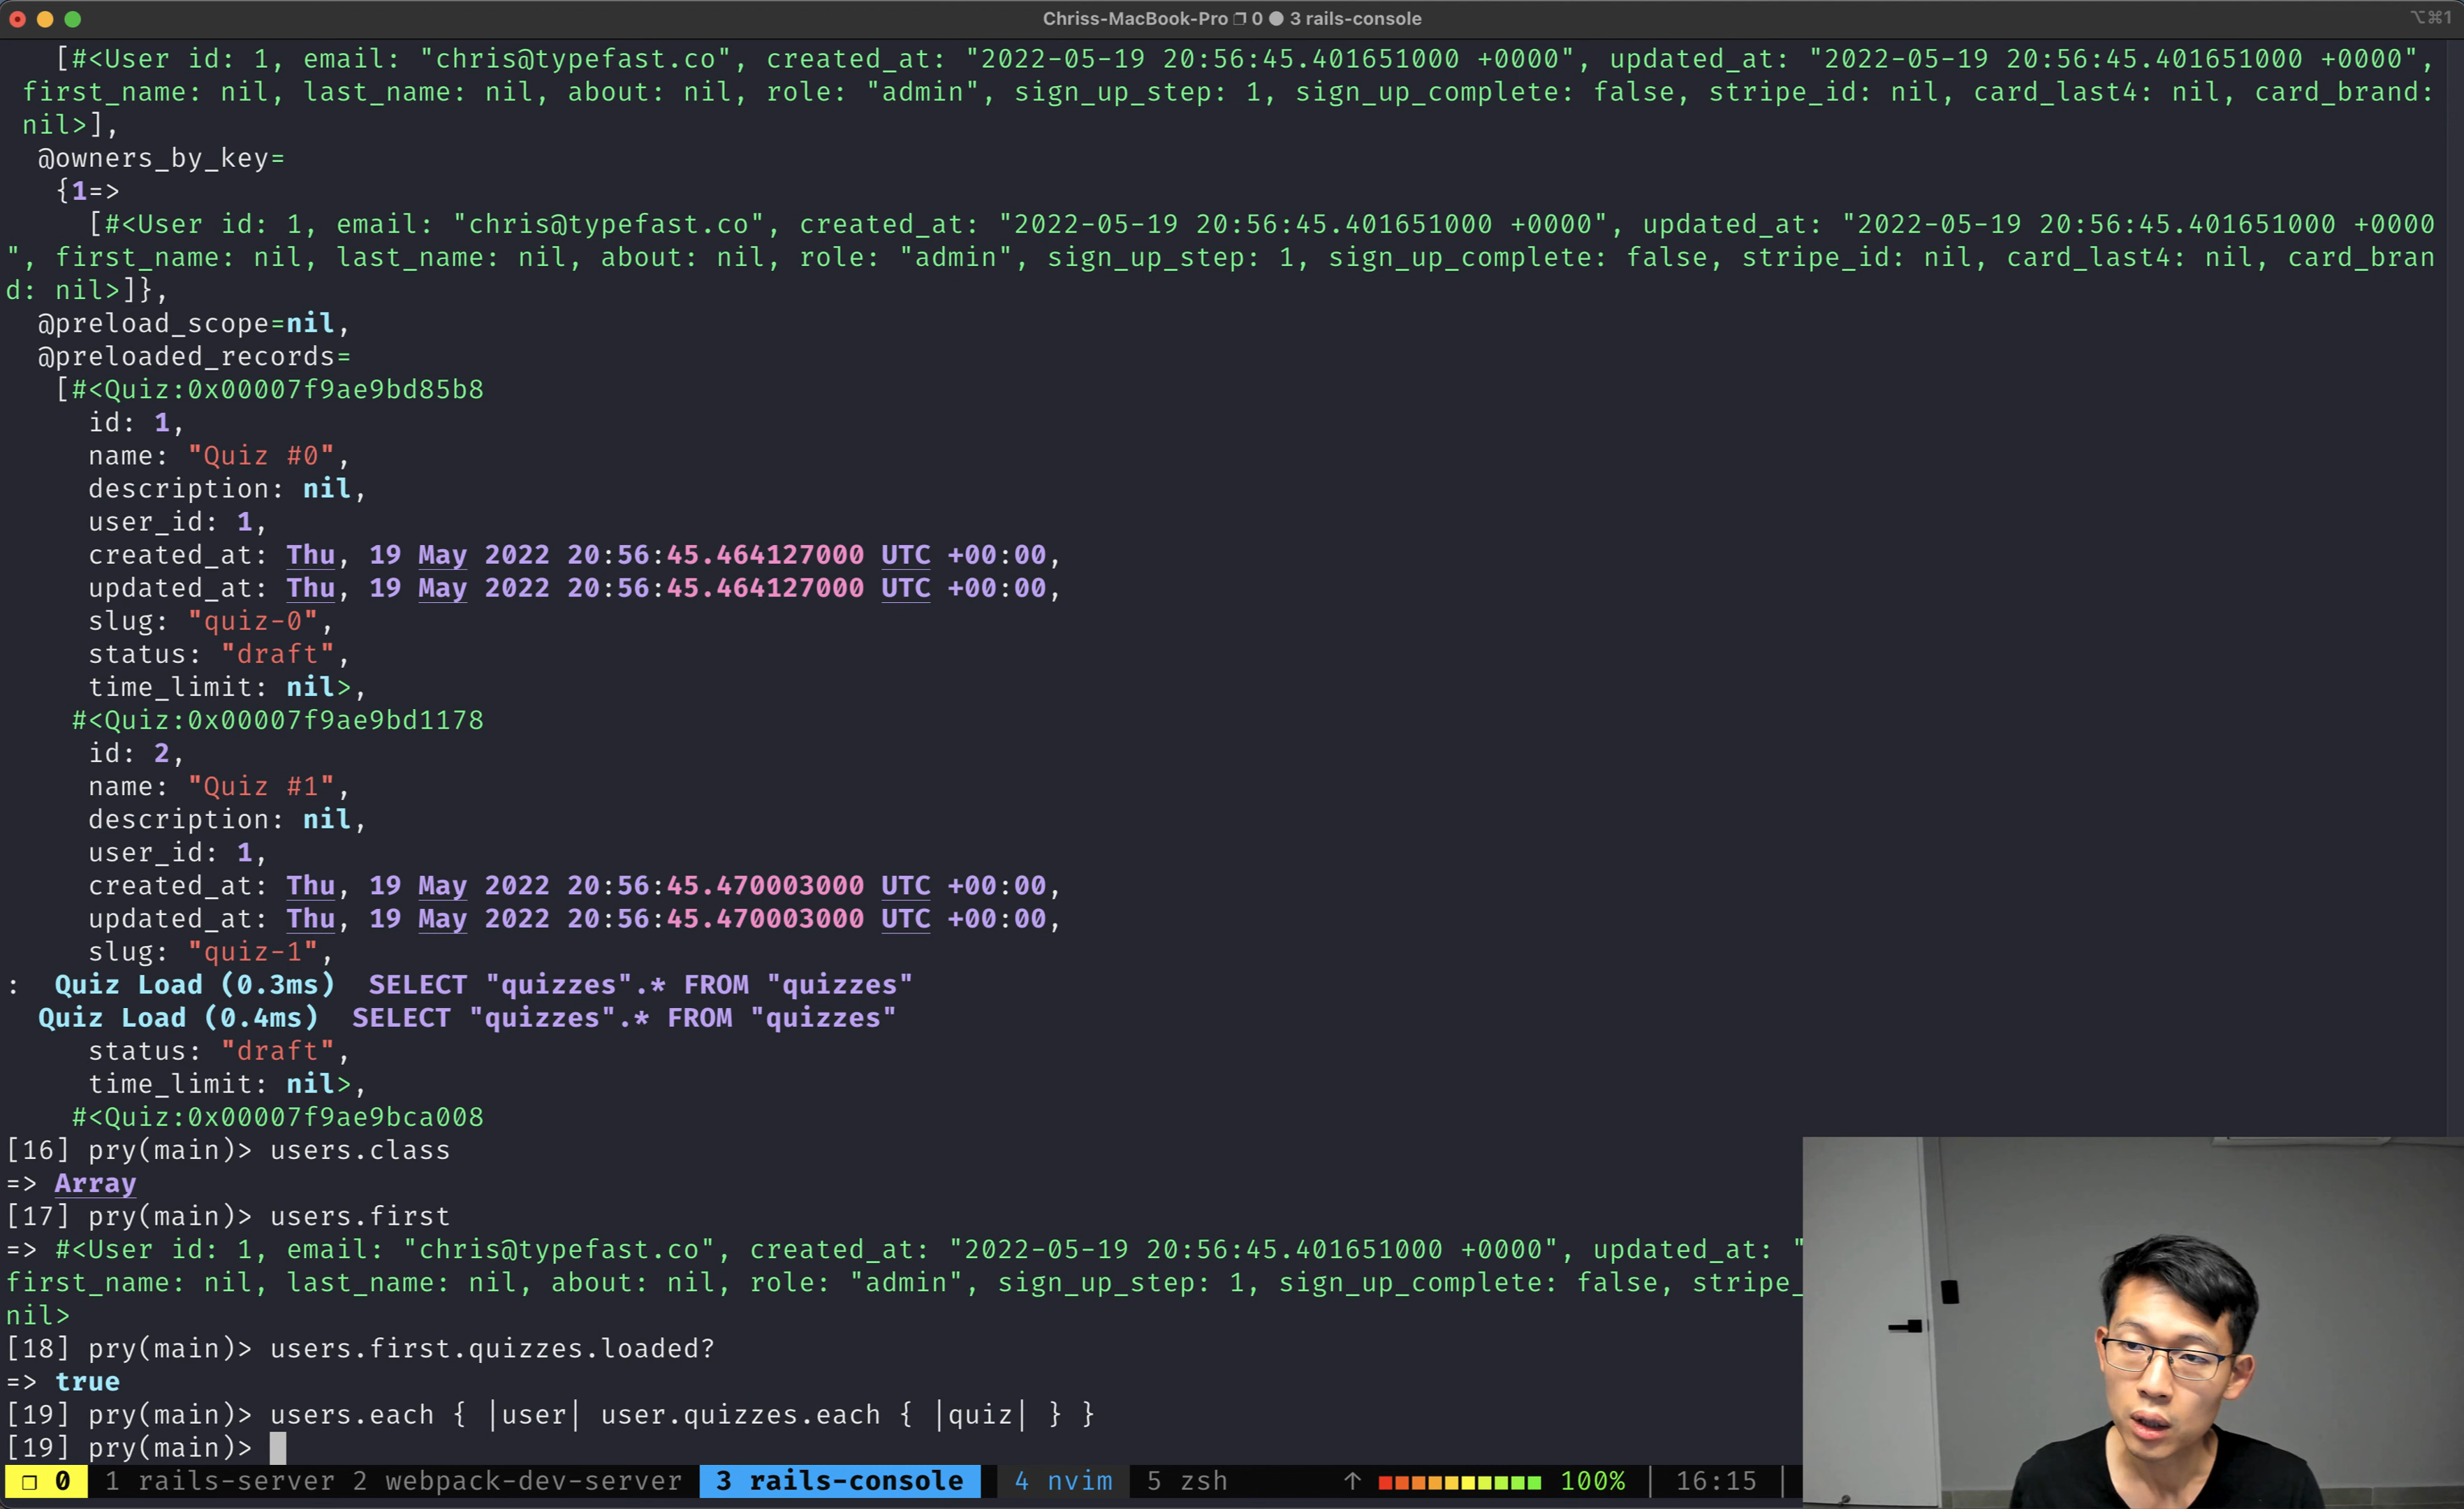 Chriss-MacBook-Pro ❐ 0 ● 3 rails-console ⌥⌘1
[#<User id: 1, email: "chris@typefast.co", created_at: "2022-05-19 20:56:45.401651000 +0000", updated_at: "2022-05-19 20:56:45.401651000 +0000",
first_name: nil, last_name: nil, about: nil, role: "admin", sign_up_step: 1, sign_up_complete: false, stripe_id: nil, card_last4: nil, card_brand:
nil>],
@owners_by_key=
{1=>
[#<User id: 1, email: "chris@typefast.co", created_at: "2022-05-19 20:56:45.401651000 +0000", updated_at: "2022-05-19 20:56:45.401651000 +0000
", first_name: nil, last_name: nil, about: nil, role: "admin", sign_up_step: 1, sign_up_complete: false, stripe_id: nil, card_last4: nil, card_bran
d: nil>]},
@preload_scope=nil,
@preloaded_records=
[#<Quiz:0x00007f9ae9bd85b8
id: 1,
name: "Quiz #0",
description: nil,
user_id: 1,
created_at: Thu, 19 May 2022 20:56:45.464127000 UTC +00:00,
updated_at: Thu, 19 May 2022 20:56:45.464127000 UTC +00:00,
slug: "quiz-0",
status: "draft",
time_limit: nil>,
#<Quiz:0x00007f9ae9bd1178
id: 2,
name: "Quiz #1",
description: nil,
user_id: 1,
created_at: Thu, 19 May 2022 20:56:45.470003000 UTC +00:00,
updated_at: Thu, 19 May 2022 20:56:45.470003000 UTC +00:00,
slug: "quiz-1",
: Quiz Load (0.3ms) SELECT "quizzes".* FROM "quizzes"
Quiz Load (0.4ms) SELECT "quizzes".* FROM "quizzes"
status: "draft",
time_limit: nil>,
#<Quiz:0x00007f9ae9bca008
[16] pry(main)> users.class
=> Array
[17] pry(main)> users.first
=> #<User id: 1, email: "chris@typefast.co", created_at: "2022-05-19 20:56:45.401651000 +0000", updated_at: "
first_name: nil, last_name: nil, about: nil, role: "admin", sign_up_step: 1, sign_up_complete: false, stripe_
nil>
[18] pry(main)> users.first.quizzes.loaded?
=> true
[19] pry(main)> users.each { |user| user.quizzes.each { |quiz| } }
[19] pry(main)>
❐ 0 1 rails-server 2 webpack-dev-server 3 rails-console 4 nvim 5 zsh ↑ 100% | 16:15 |